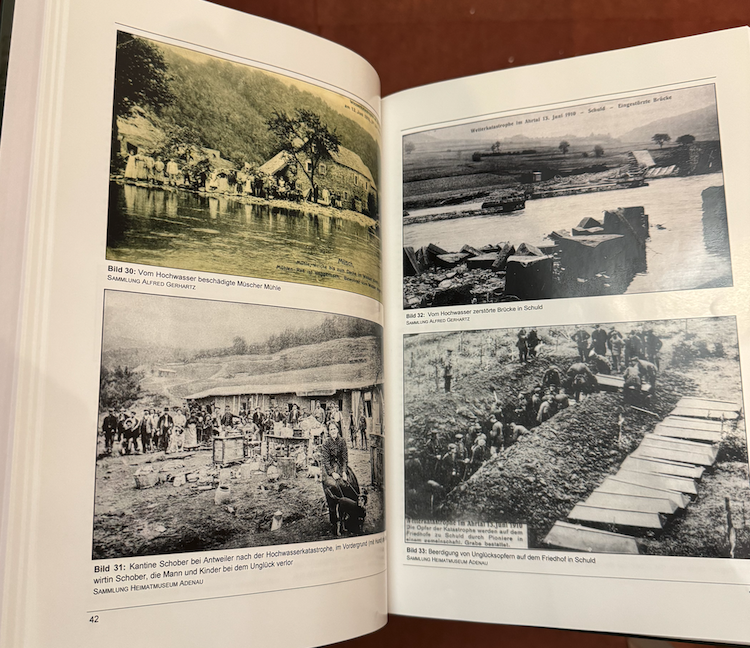 Müsch
Bild 30: Vom Hochwasser beschädigte Müscher Mühle
SAMMLUNG ALFRED GERHARTZ
Bild 31: Kantine Schober bei Antweiler nach der Hochwasserkatastrophe, im Vordergrund (mit
wirtin Schober, die Mann und Kinder bei dem Unglück verlor
SAMMLUNG HEIMATMUSEUM ADENAU
42
Wetterkatastrophe im Ahrtal 13. Juni 1910 - Schuld - Eingestürzte Brücke
Bild 32: Vom Hochwasser zerstörte Brücke in Schuld
SAMMLUNG ALFRED GERHARTZ
Wetterkatastrophe im Ahrtal 13. Juni 1910
Die Opfer der Katastrophe werden auf dem
Friedhofe zu Schuld durch Pioniere in
einem gemeinschaftl. Grabe bestattet.
Bild 33: Beerdigung von Unglücksopfern auf dem Friedhof in Schuld
SAMMLUNG HEIMATMUSEUM ADENAU